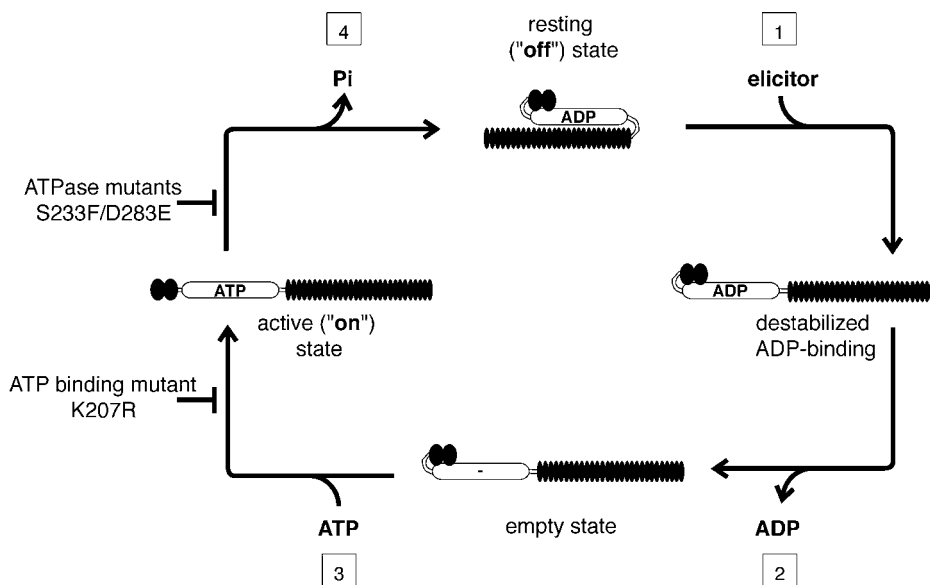 4
resting
("off") state
1
Pi
elicitor
ADP
ATPase mutants
S233F/D283E
ATP
ADP
active ("on")
state
destabilized
ADP-binding
ATP binding mutant
K207R
-
ATP
empty state
ADP
3
2